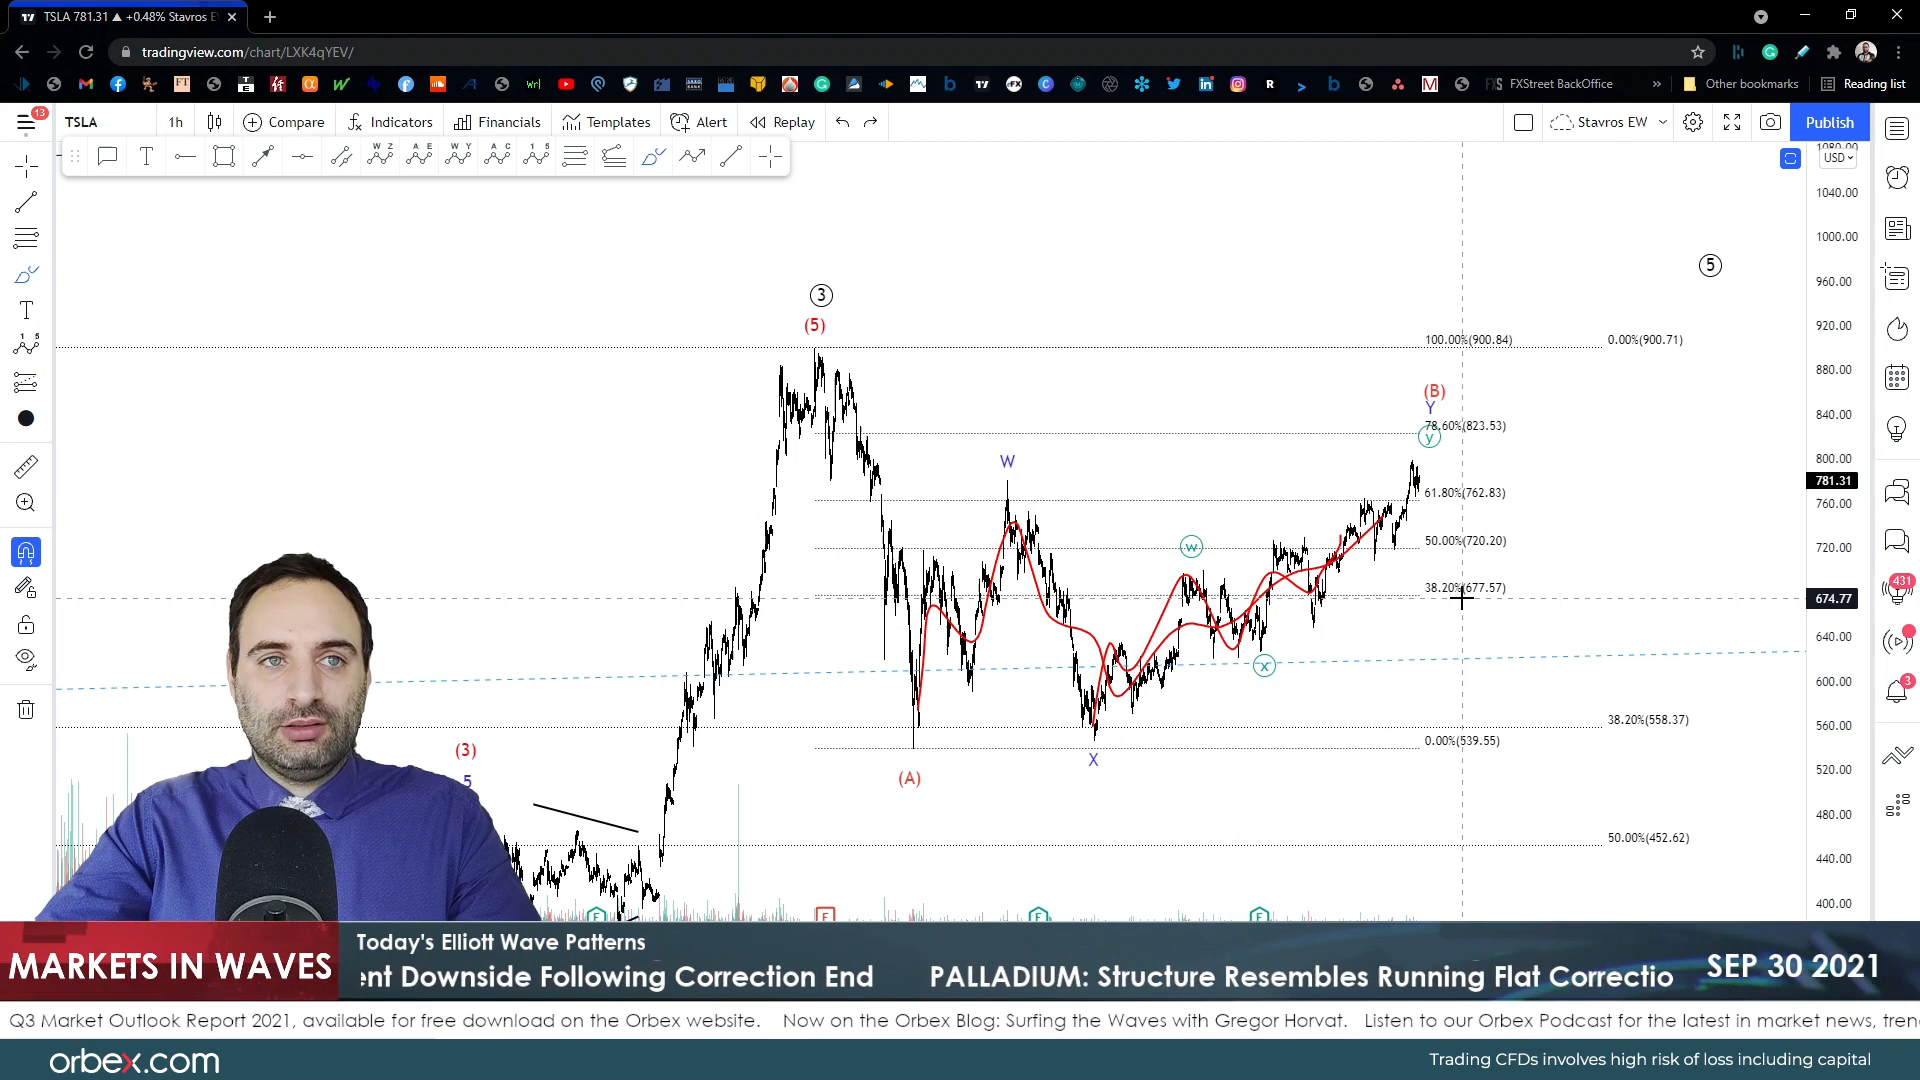 TSLA 781.31 ▲ +0.48% Stavros E
tradingview.com/chart/LXK4qYEV/
FXStreet BackOffice
Other bookmarks
Reading list
13
TSLA
1h
Compare
Indicators
Financials
Templates
Alert
Replay
Stavros EW
Publish
USD
1080.00
1040.00
1000.00
960.00
920.00
880.00
840.00
800.00
781.31
760.00
720.00
674.77
640.00
600.00
560.00
520.00
480.00
440.00
400.00
431
3
5
3
(5)
100.00%(900.84)
0.00%(900.71)
(B)
Y
78.60%(823.53)
y
W
61.80%(762.83)
w
50.00%(720.20)
38.20%(677.57)
x
38.20%(558.37)
0.00%(539.55)
X
(A)
(3)
5
50.00%(452.62)
E
E
E
E
MARKETS IN WAVES
Today's Elliott Wave Patterns
ent Downside Following Correction End
PALLADIUM: Structure Resembles Running Flat Correctio
SEP 30 2021
Q3 Market Outlook Report 2021, available for free download on the Orbex website. Now on the Orbex Blog: Surfing the Waves with Gregor Horvat. Listen to our Orbex Podcast for the latest in market news, tren
orbex.com
Trading CFDs involves high risk of loss including capital